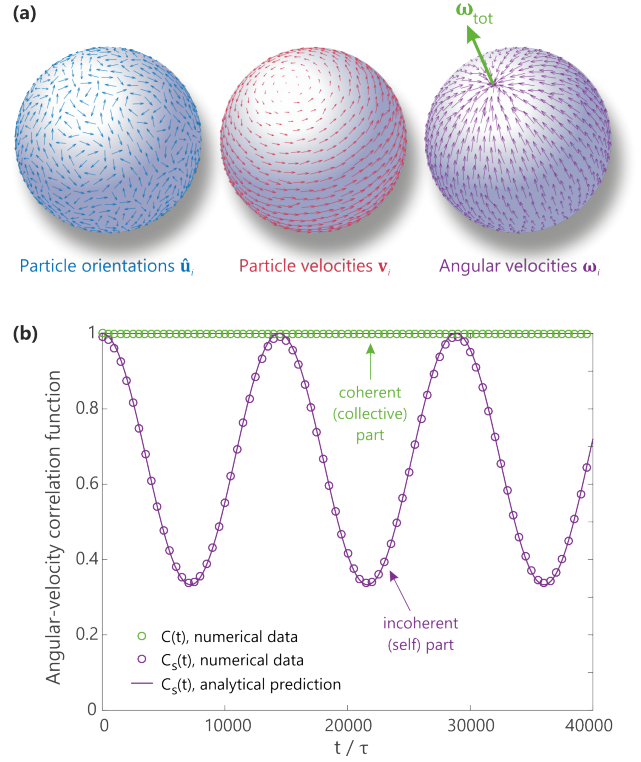 (a)
ω_tot
Particle orientations û_i
Particle velocities v_i
Angular velocities ω_i
(b)
Angular-velocity correlation function
1
0.8
0.6
0.4
0.2
0
coherent
(collective)
part
incoherent
(self) part
C(t), numerical data
C_s(t), numerical data
C_s(t), analytical prediction
0 10000 20000 30000 40000
t / τ